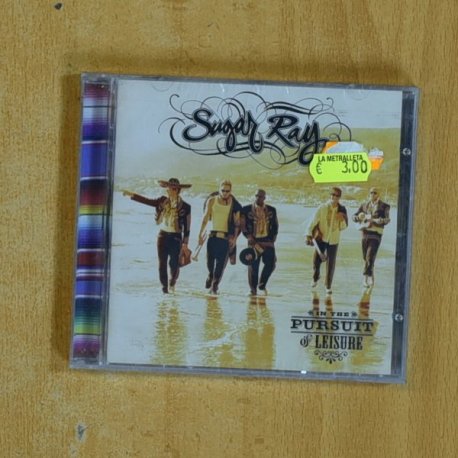 Sugar Ray
LA METRALLETA
€ 3,00
IN THE
PURSUIT
of LEISURE